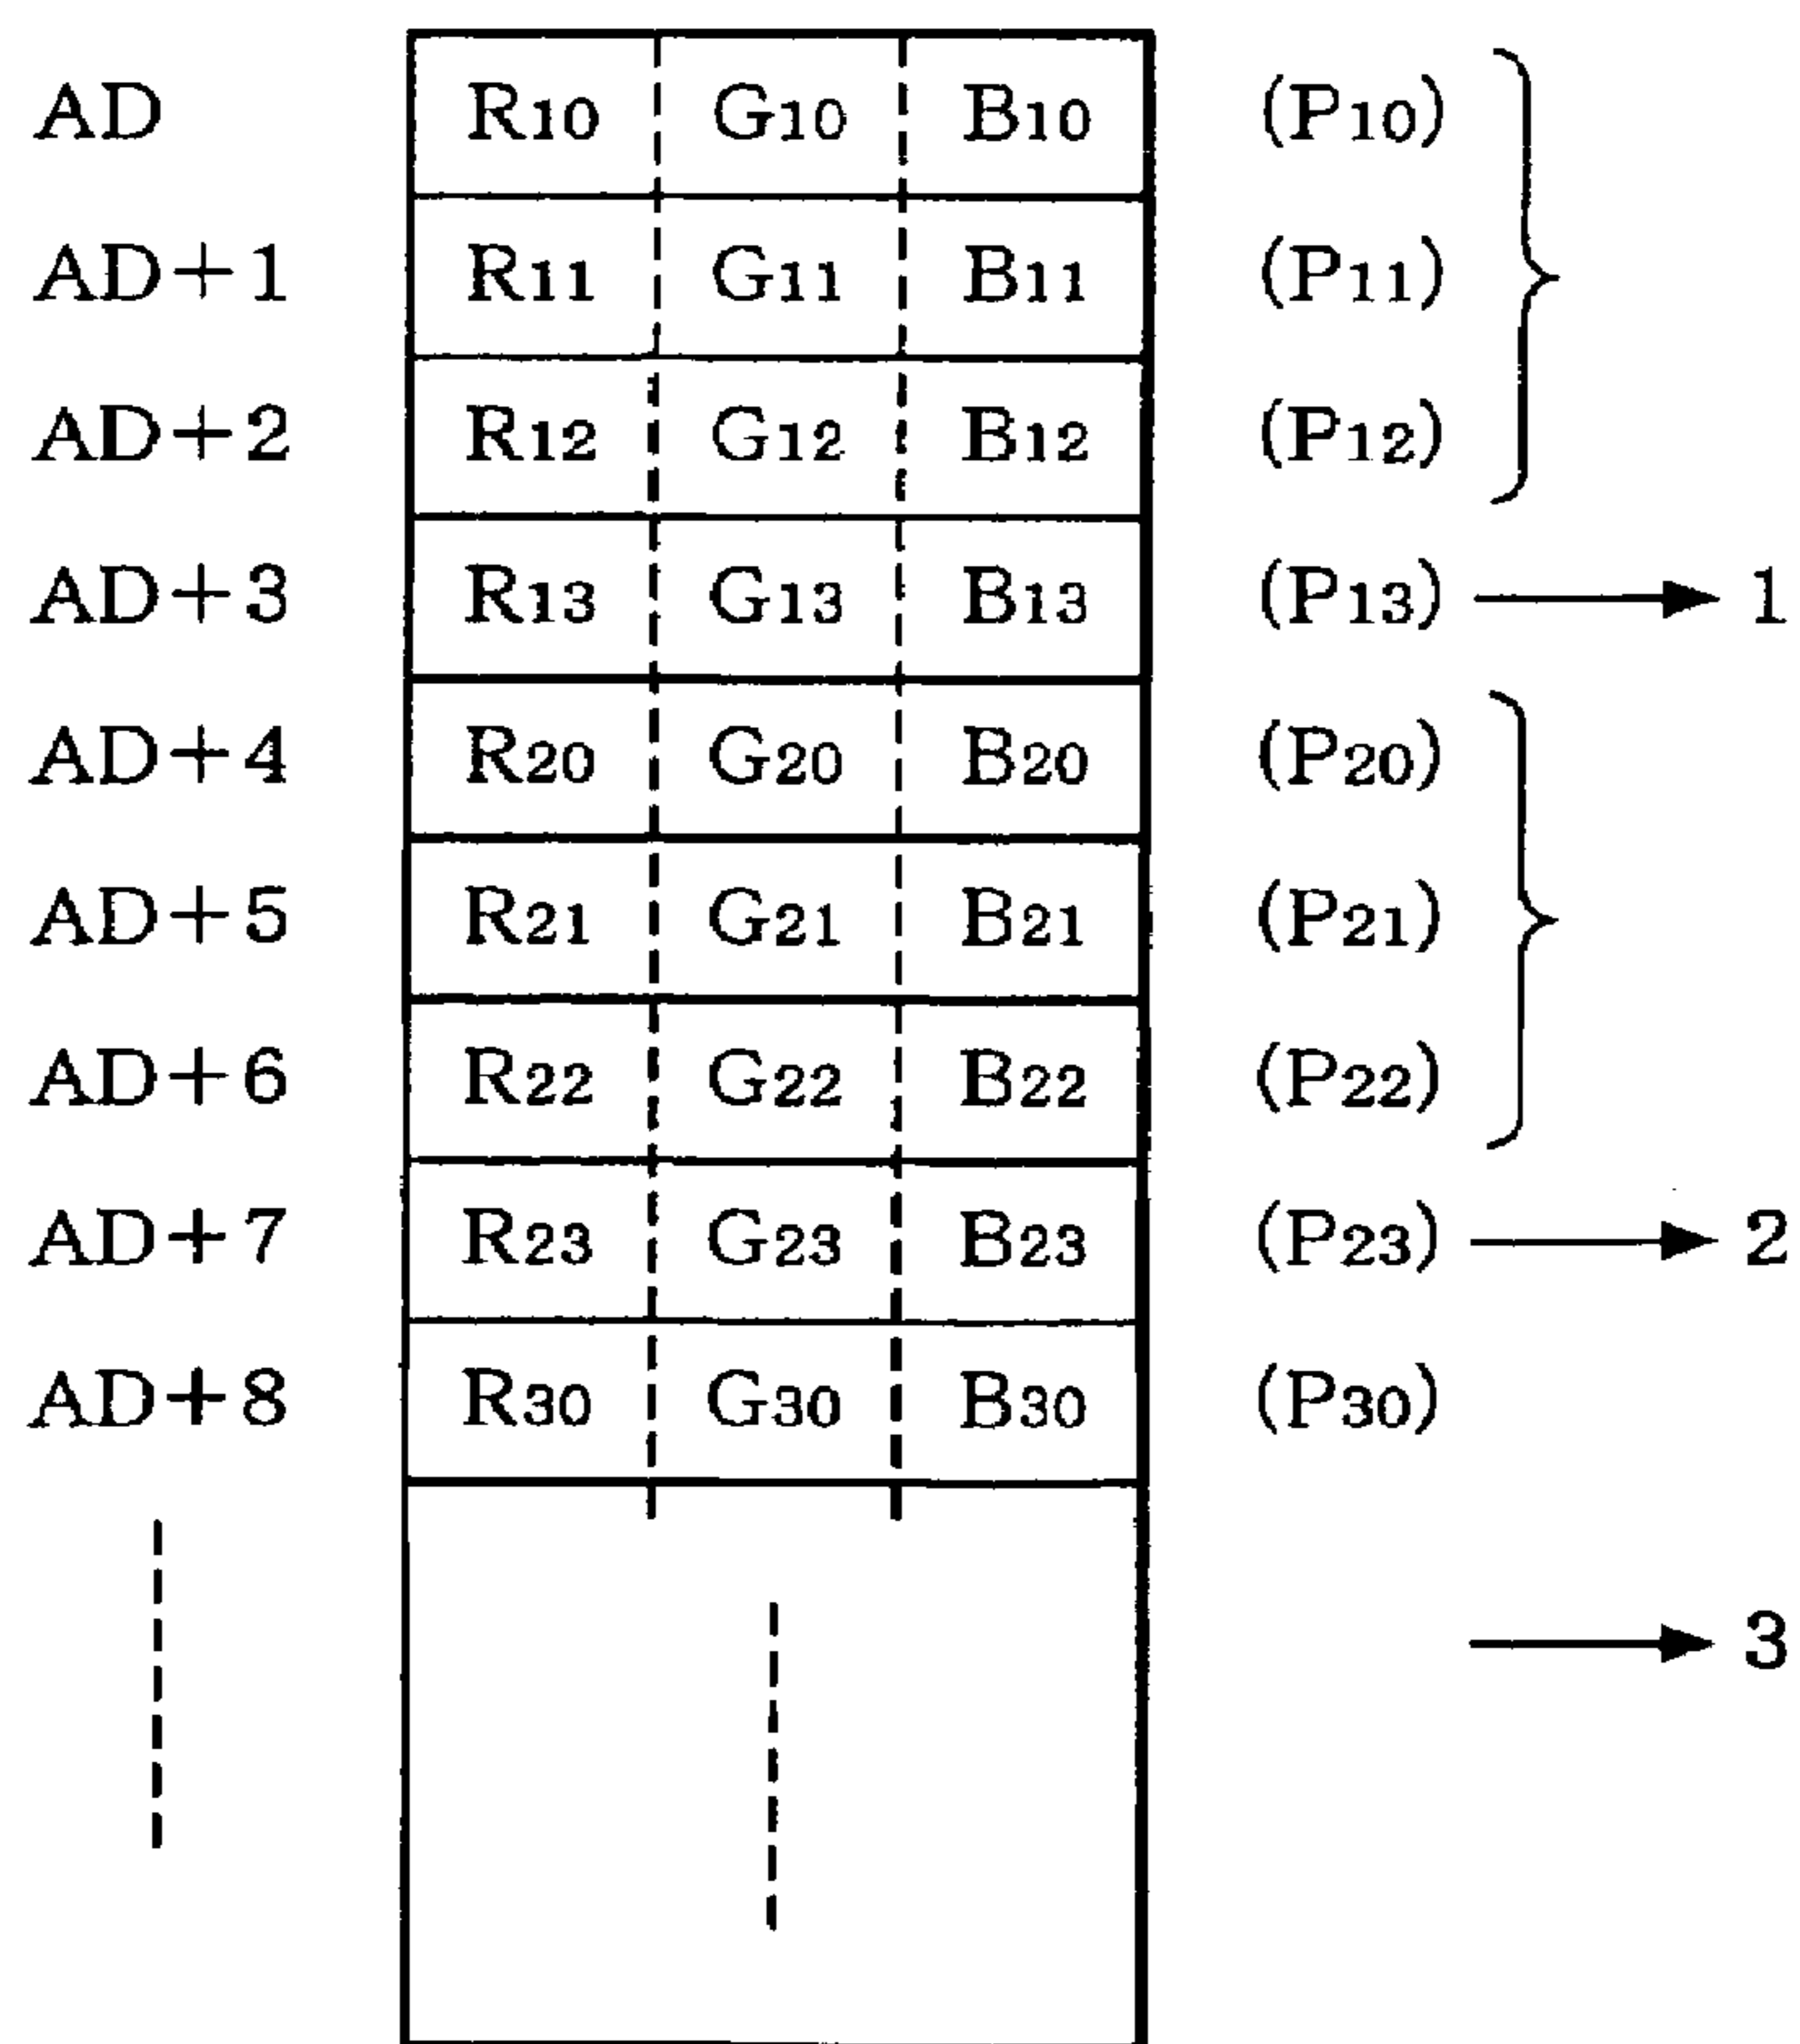 AD R10 G10 B10 (P10)
AD+1 R11 G11 B11 (P11)
AD+2 R12 G12 B12 (P12)
AD+3 R13 G13 B13 (P13) 1
AD+4 R20 G20 B20 (P20)
AD+5 R21 G21 B21 (P21)
AD+6 R22 G22 B22 (P22)
AD+7 R23 G23 B23 (P23) 2
AD+8 R30 G30 B30 (P30)
3